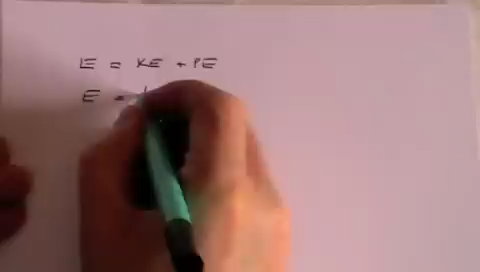 E = KE + PE
E =